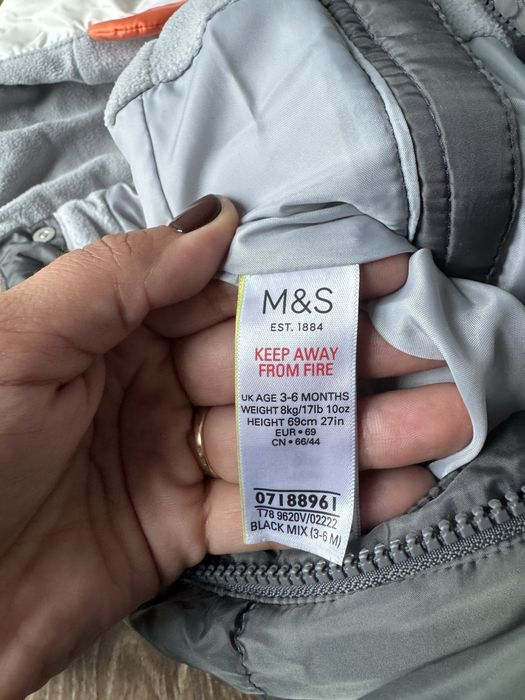 M&S
EST. 1884
KEEP AWAY
FROM FIRE
UK AGE 3-6 MONTHS
WEIGHT 8kg/17lb 10oz
HEIGHT 69cm 27in
EUR • 69
CN • 66/44
07188961
T78 9620V/02222
BLACK MIX (3-6 M)